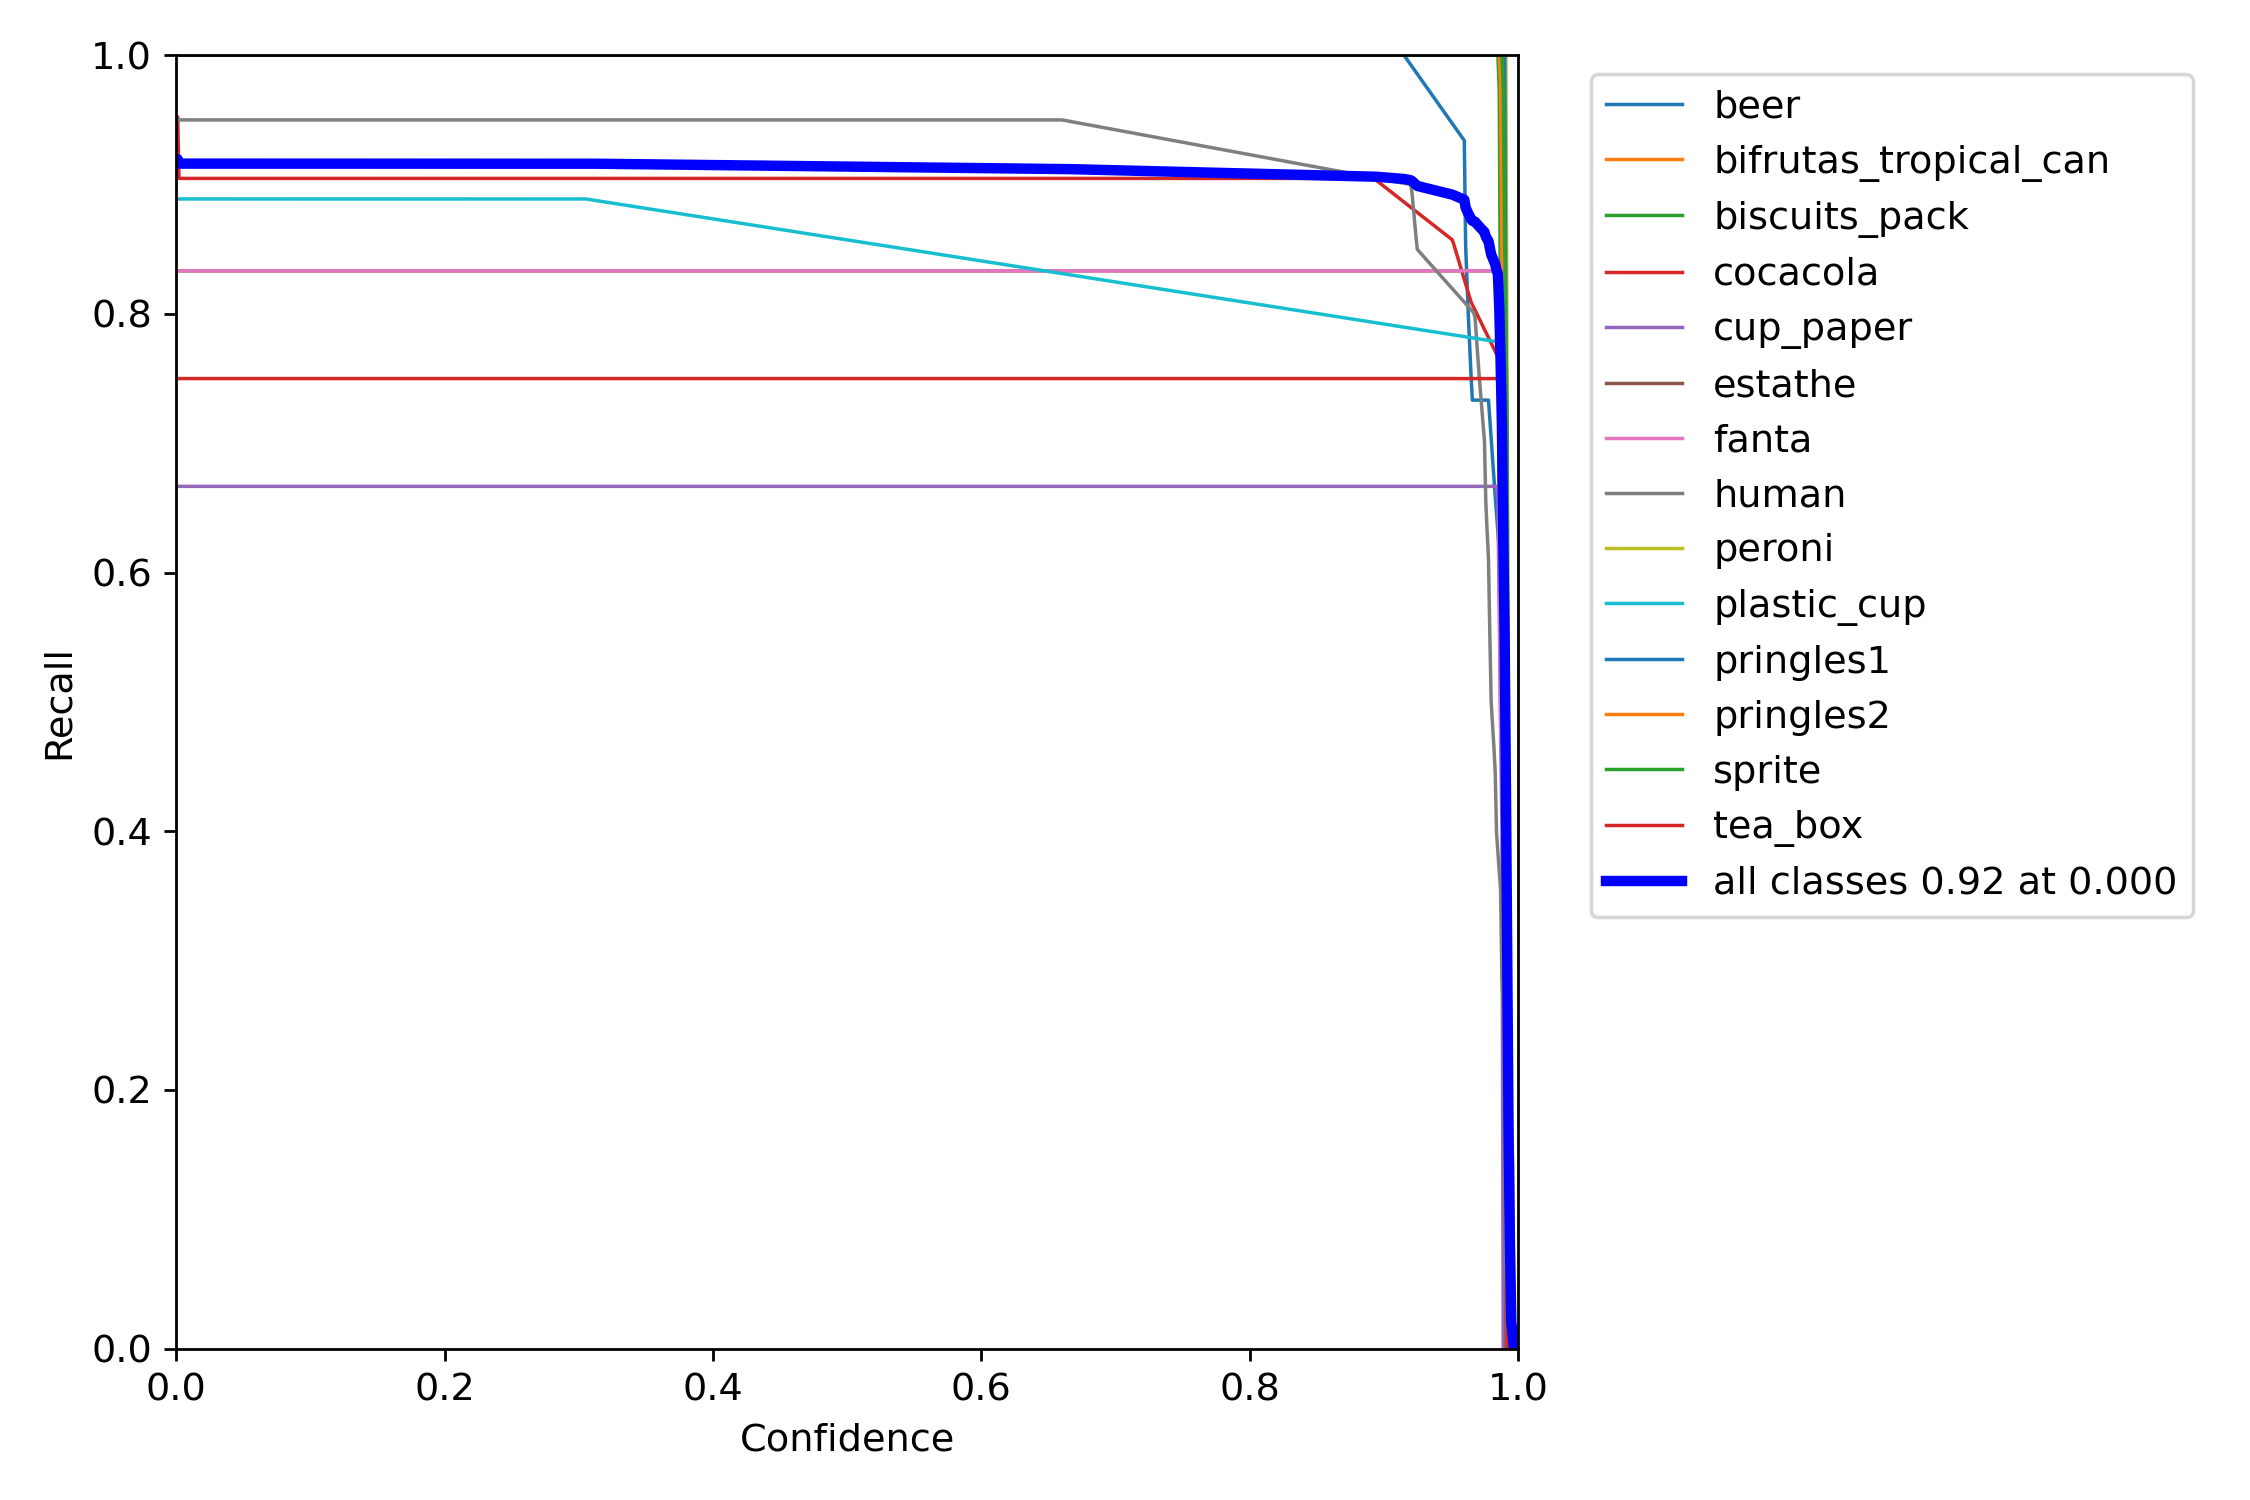 1.0
0.8
0.6
0.4
0.2
0.0
Recall
0.0 0.2 0.4 0.6 0.8 1.0
Confidence
beer
bifrutas_tropical_can
biscuits_pack
cocacola
cup_paper
estathe
fanta
human
peroni
plastic_cup
pringles1
pringles2
sprite
tea_box
all classes 0.92 at 0.000